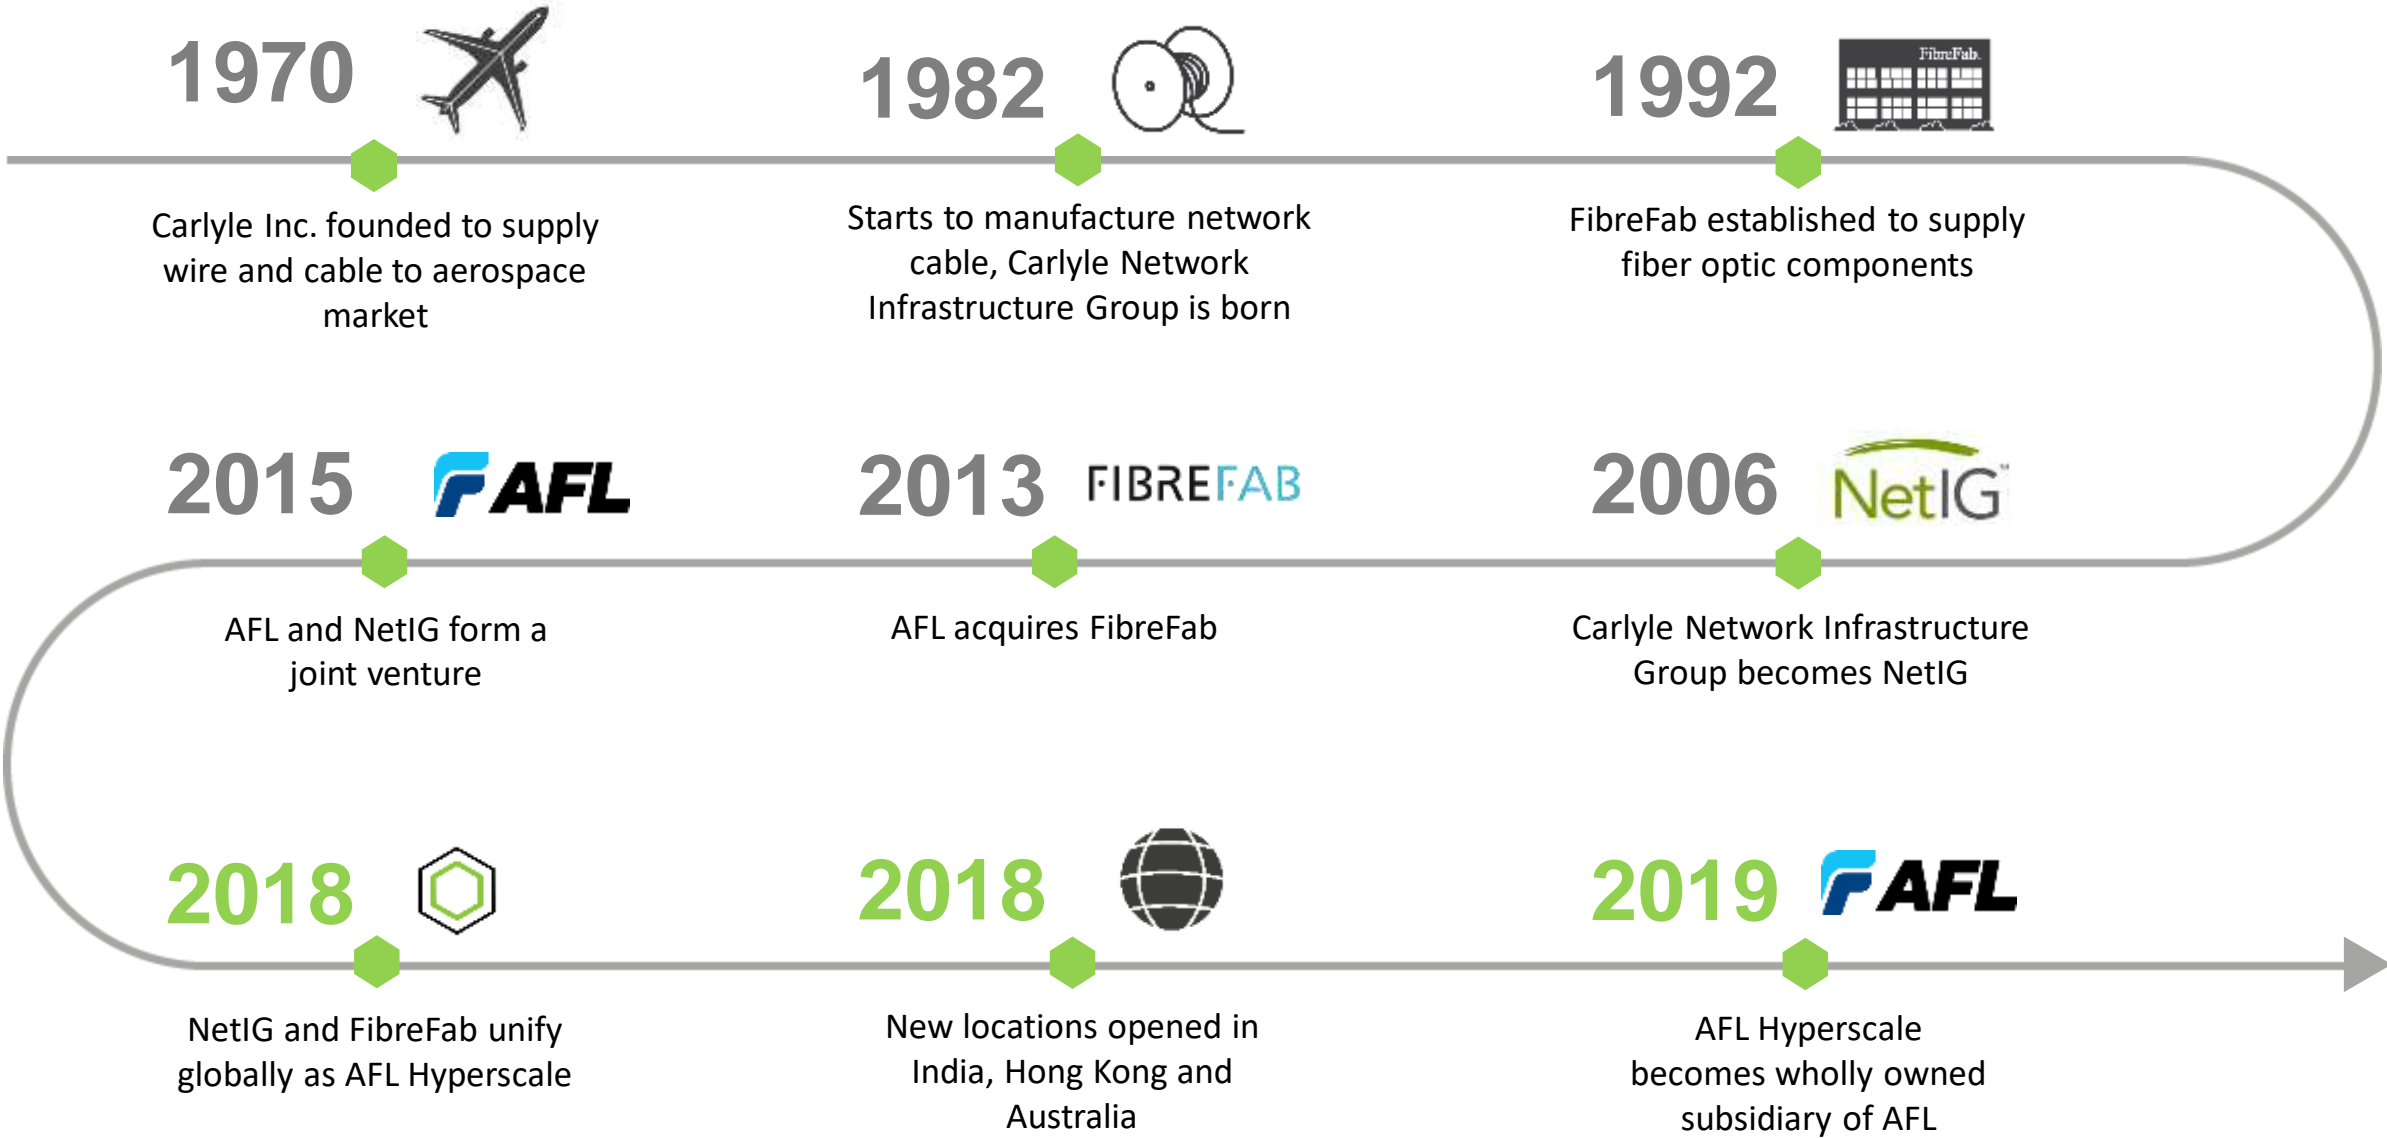 1970
Carlyle Inc. founded to supply
wire and cable to aerospace
market
1982
Starts to manufacture network
cable, Carlyle Network
Infrastructure Group is born
1992
FibreFab.
FibreFab established to supply
fiber optic components
2006
NetIG™
Carlyle Network Infrastructure
Group becomes NetIG
2013
FIBREFAB
AFL acquires FibreFab
2015
AFL
AFL and NetIG form a
joint venture
2018
NetIG and FibreFab unify
globally as AFL Hyperscale
2018
New locations opened in
India, Hong Kong and
Australia
2019
AFL
AFL Hyperscale
becomes wholly owned
subsidiary of AFL